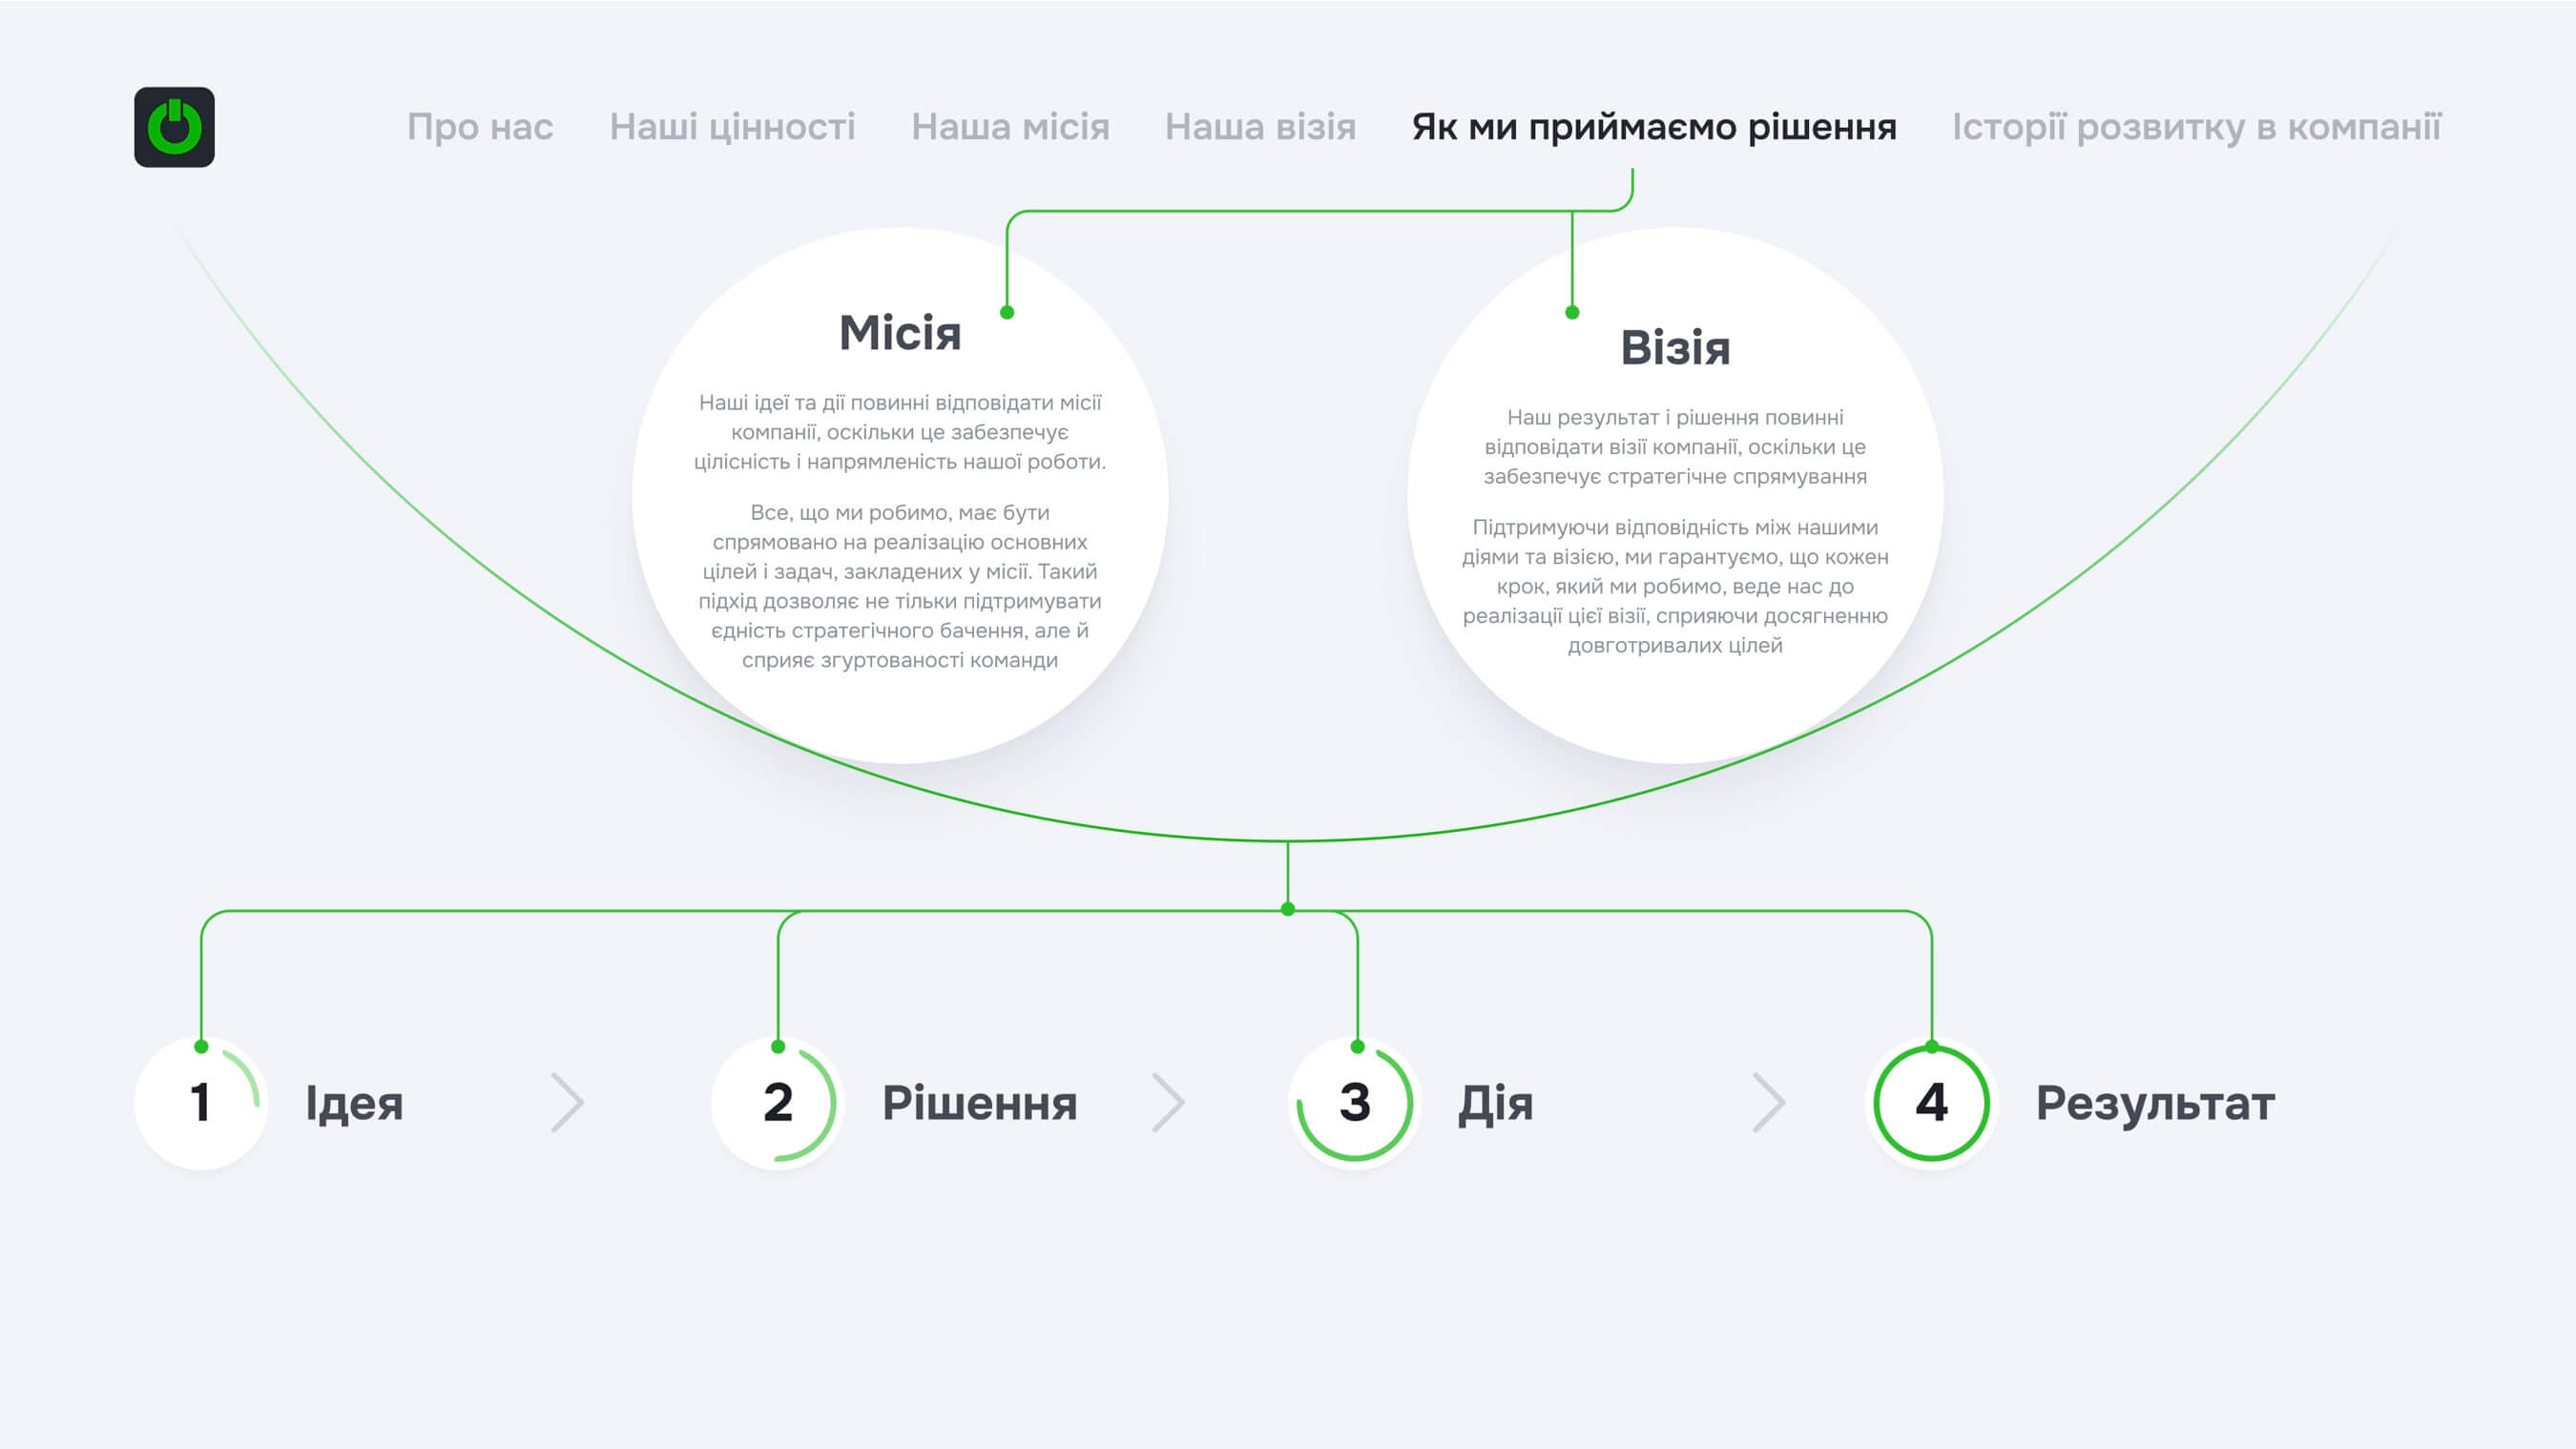 Про нас
Наші цінності
Наша місія
Наша візія
Як ми приймаємо рішення
Історії розвитку в компанії
Місія
Наші ідеї та дії повинні відповідати місії
компанії, оскільки це забезпечує
цілісність і напрямленість нашої роботи.
Все, що ми робимо, має бути
спрямовано на реалізацію основних
цілей і задач, закладених у місії. Такий
підхід дозволяє не тільки підтримувати
єдність стратегічного бачення, але й
сприяє згуртованості команди
Візія
Наш результат і рішення повинні
відповідати візії компанії, оскільки це
забезпечує стратегічне спрямування
Підтримуючи відповідність між нашими
діями та візією, ми гарантуємо, що кожен
крок, який ми робимо, веде нас до
реалізації цієї візії, сприяючи досягненню
довготривалих цілей
1 Ідея
2 Рішення
3 Дія
4 Результат